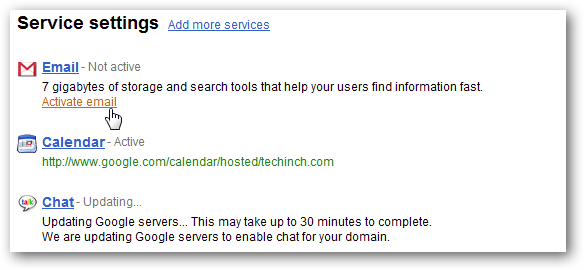 Service settings Add more services
Email - Not active
7 gigabytes of storage and search tools that help your users find information fast.
Activate email
Calendar - Active
http://www.google.com/calendar/hosted/techinch.com
talk
Chat - Updating...
Updating Google servers... This may take up to 30 minutes to complete.
We are updating Google servers to enable chat for your domain.